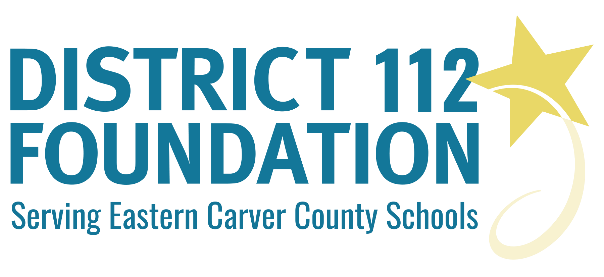 DISTRICT 112
FOUNDATION
Serving Eastern Carver County Schools